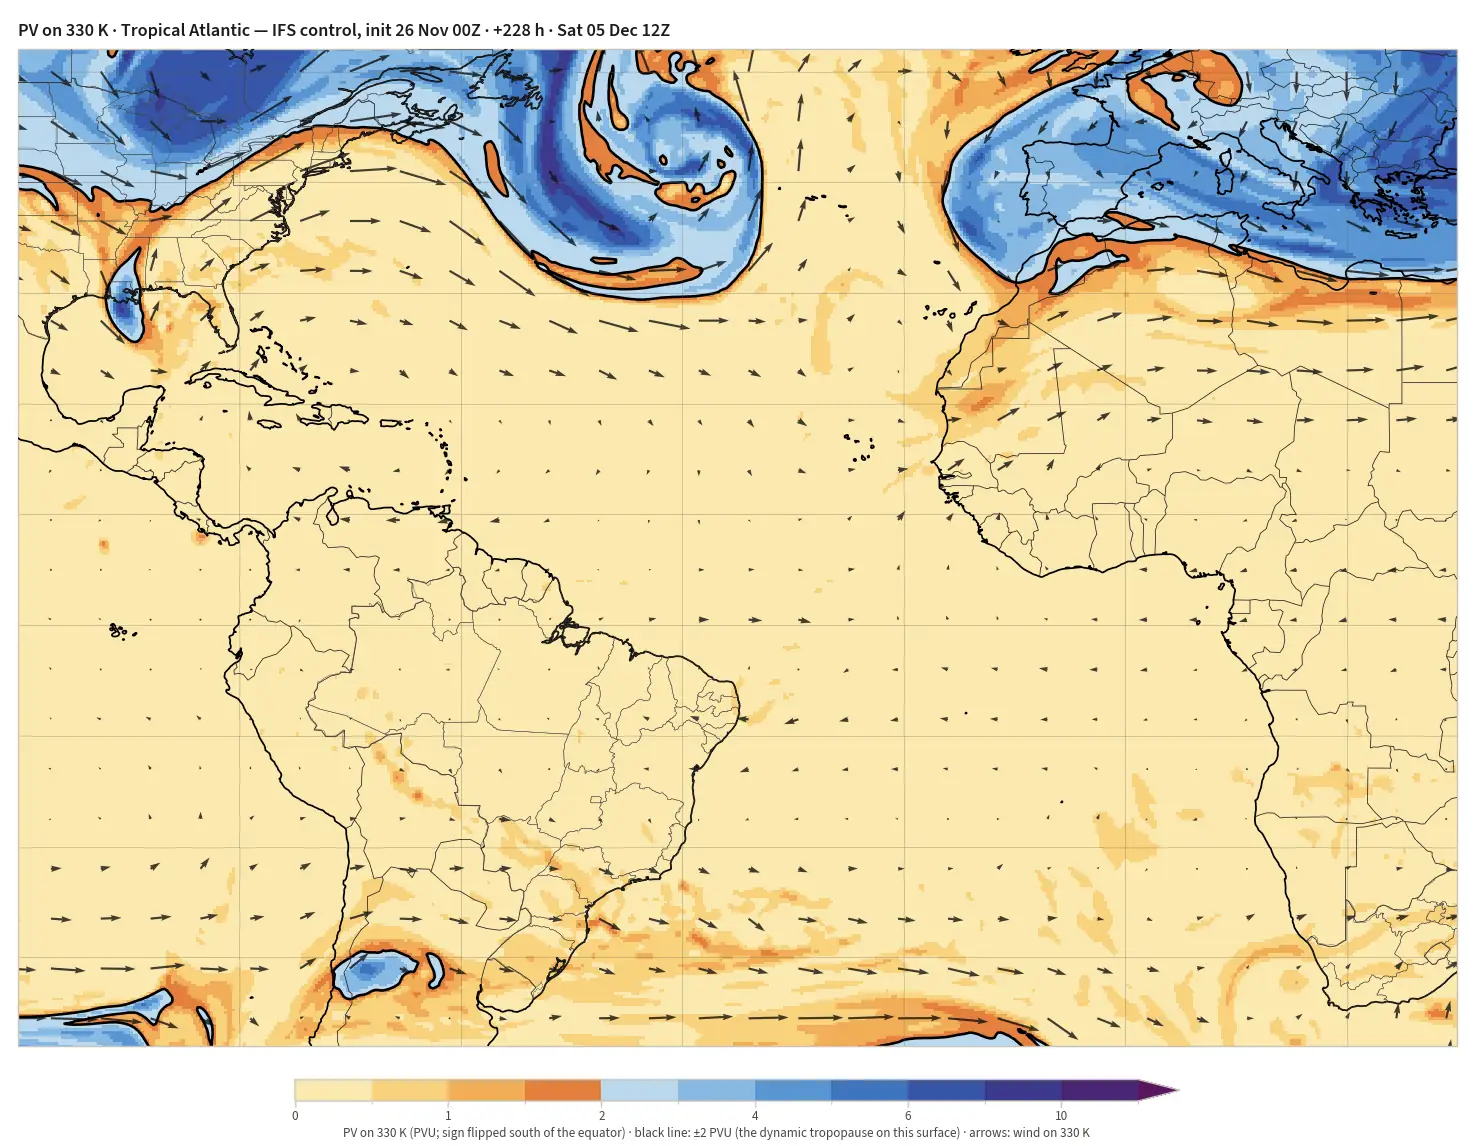 PV on 330 K · Tropical Atlantic — IFS control, init 26 Nov 00Z · +228 h · Sat 05 Dec 12Z
0 1 2 4 6 10
PV on 330 K (PVU; sign flipped south of the equator) · black line: ±2 PVU (the dynamic tropopause on this surface) · arrows: wind on 330 K